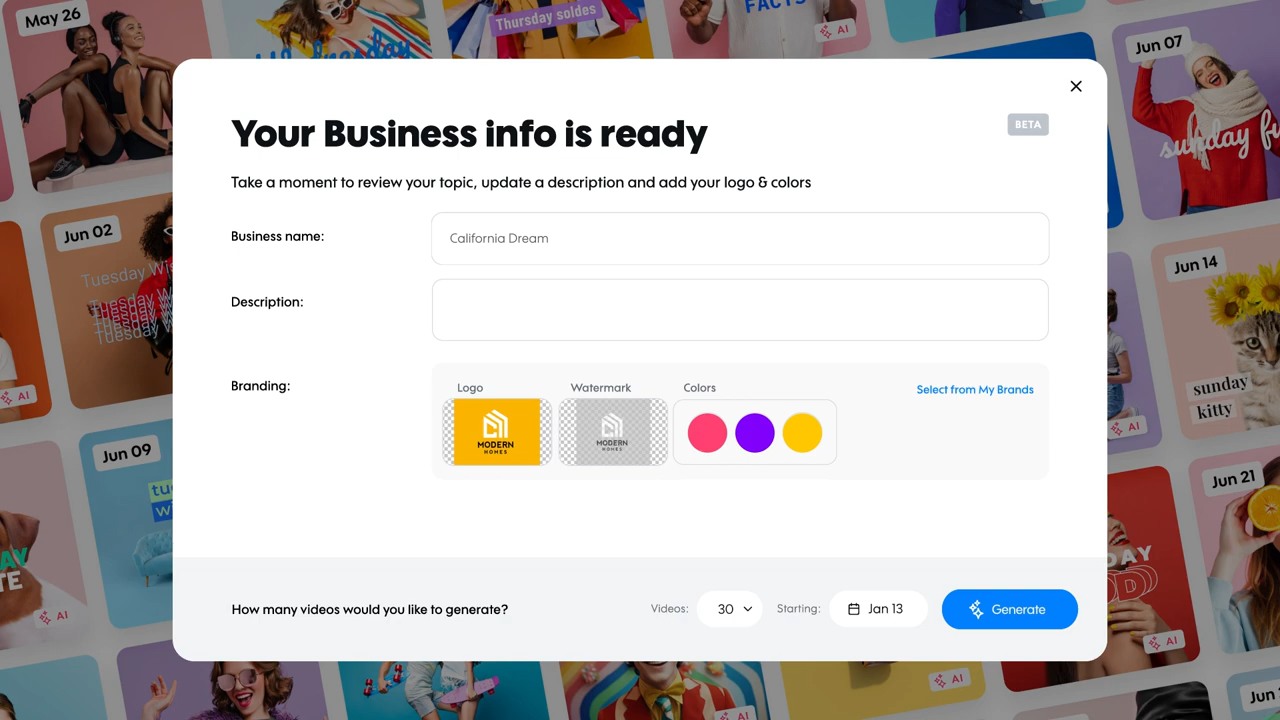 May 26
Thursday soldes
FACTS
AI
Jun 07
sunday
Your Business info is ready
BETA
Take a moment to review your topic, update a description and add your logo & colors
Business name:
California Dream
Jun 02
Tuesday
Tuesday
Tuesday
Tuesday
Tuesday
Description:
Jun 14
sunday
kitty
Branding:
Logo
Watermark
Colors
Select from My Brands
MODERN
HOMES
MODERN
HOMES
AI
AI
Jun 09
Jun 21
How many videos would you like to generate?
Videos:
30
Starting:
Jan 13
Generate
AI
AI
AI
AI